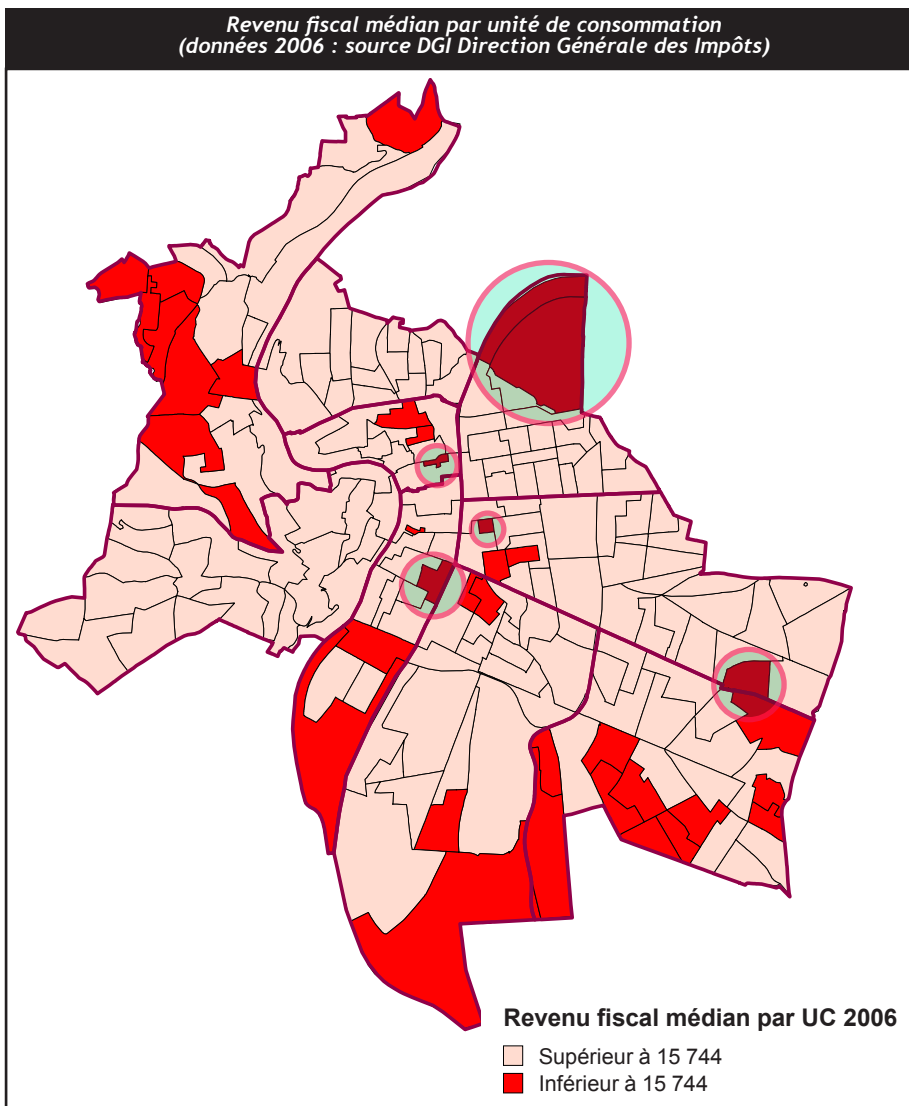 Revenu fiscal médian par unité de consommation
(données 2006 : source DGI Direction Générale des Impôts)
Revenu fiscal médian par UC 2006
Supérieur à 15 744
Inférieur à 15 744